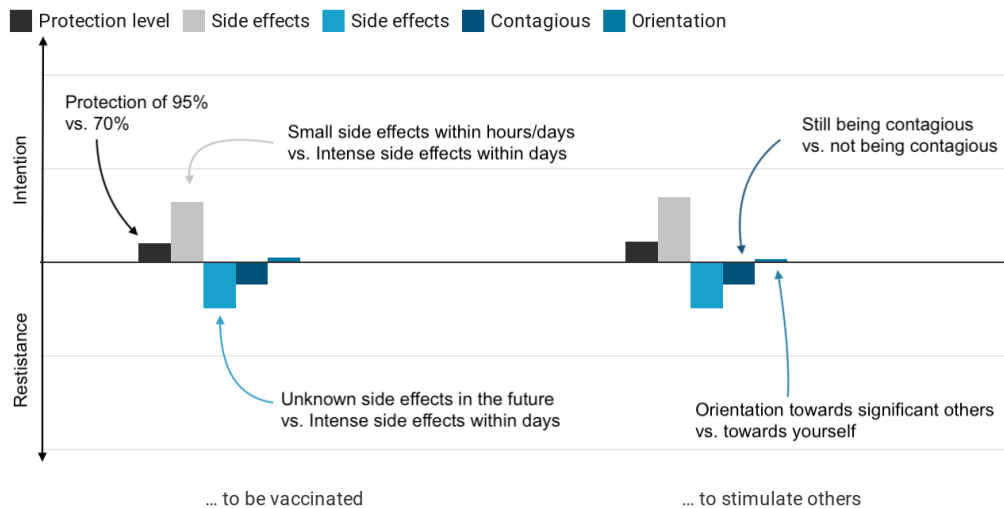 Protection level Side effects Side effects Contagious Orientation
Protection of 95%
vs. 70%
Small side effects within hours/days
vs. Intense side effects within days
Still being contagious
vs. not being contagious
Intention
Restistance
Unknown side effects in the future
vs. Intense side effects within days
Orientation towards significant others
vs. towards yourself
... to be vaccinated
... to stimulate others